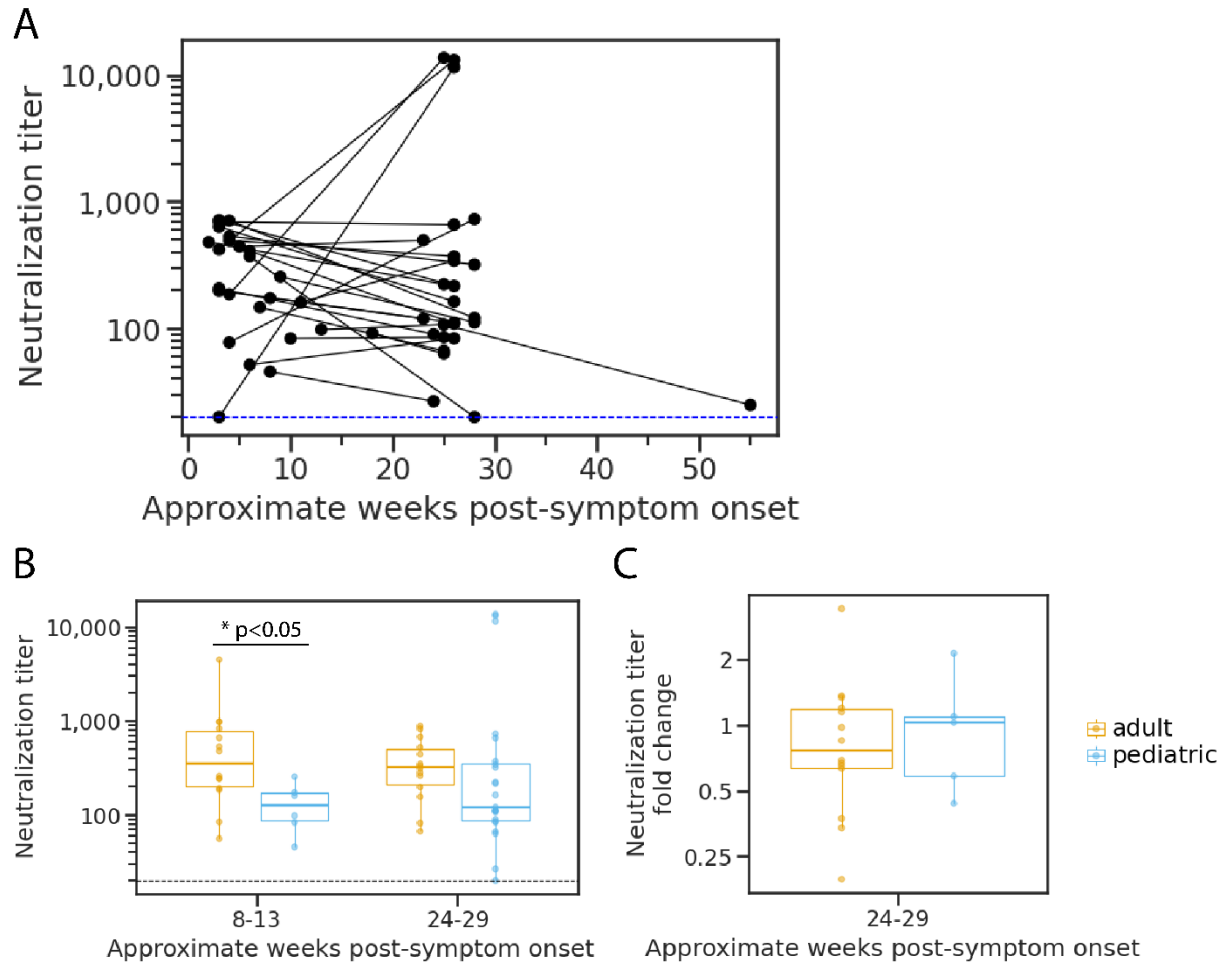 A
Neutralization titer
10,000
1,000
100
0 10 20 30 40 50
Approximate weeks post-symptom onset
B
Neutralization titer
10,000
1,000
100
* p<0.05
8-13 24-29
Approximate weeks post-symptom onset
C
Neutralization titer
fold change
2
1
0.5
0.25
24-29
Approximate weeks post-symptom onset
adult
pediatric